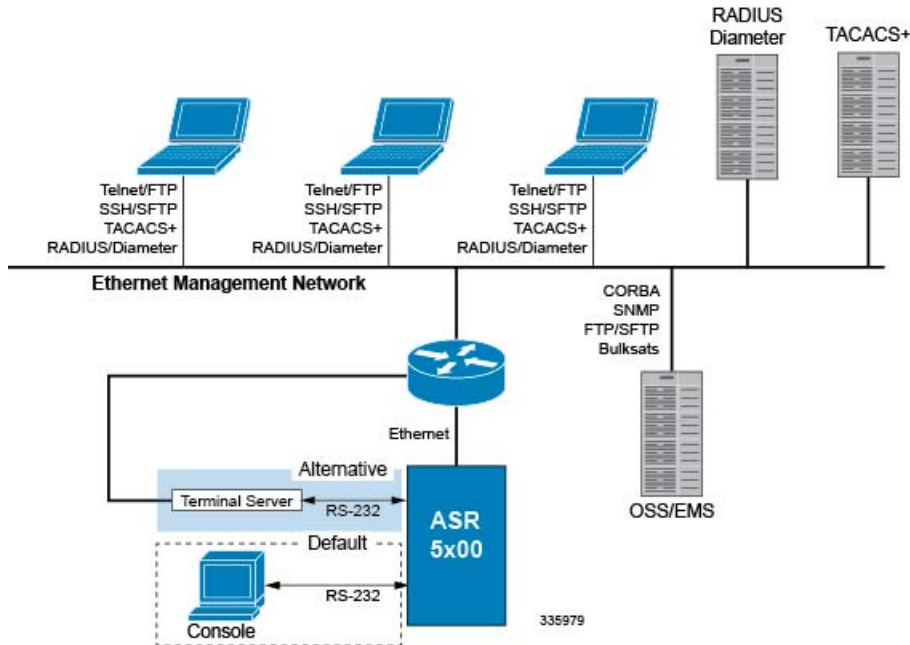 RADIUS
Diameter
TACACS+
Telnet/FTP
SSH/SFTP
TACACS+
RADIUS/Diameter
Telnet/FTP
SSH/SFTP
TACACS+
RADIUS/Diameter
Telnet/FTP
SSH/SFTP
TACACS+
RADIUS/Diameter
Ethernet Management Network
CORBA
SNMP
FTP/SFTP
Bulksats
Ethernet
Alternative
Terminal Server
RS-232
ASR
5x00
OSS/EMS
Default
RS-232
Console
335979